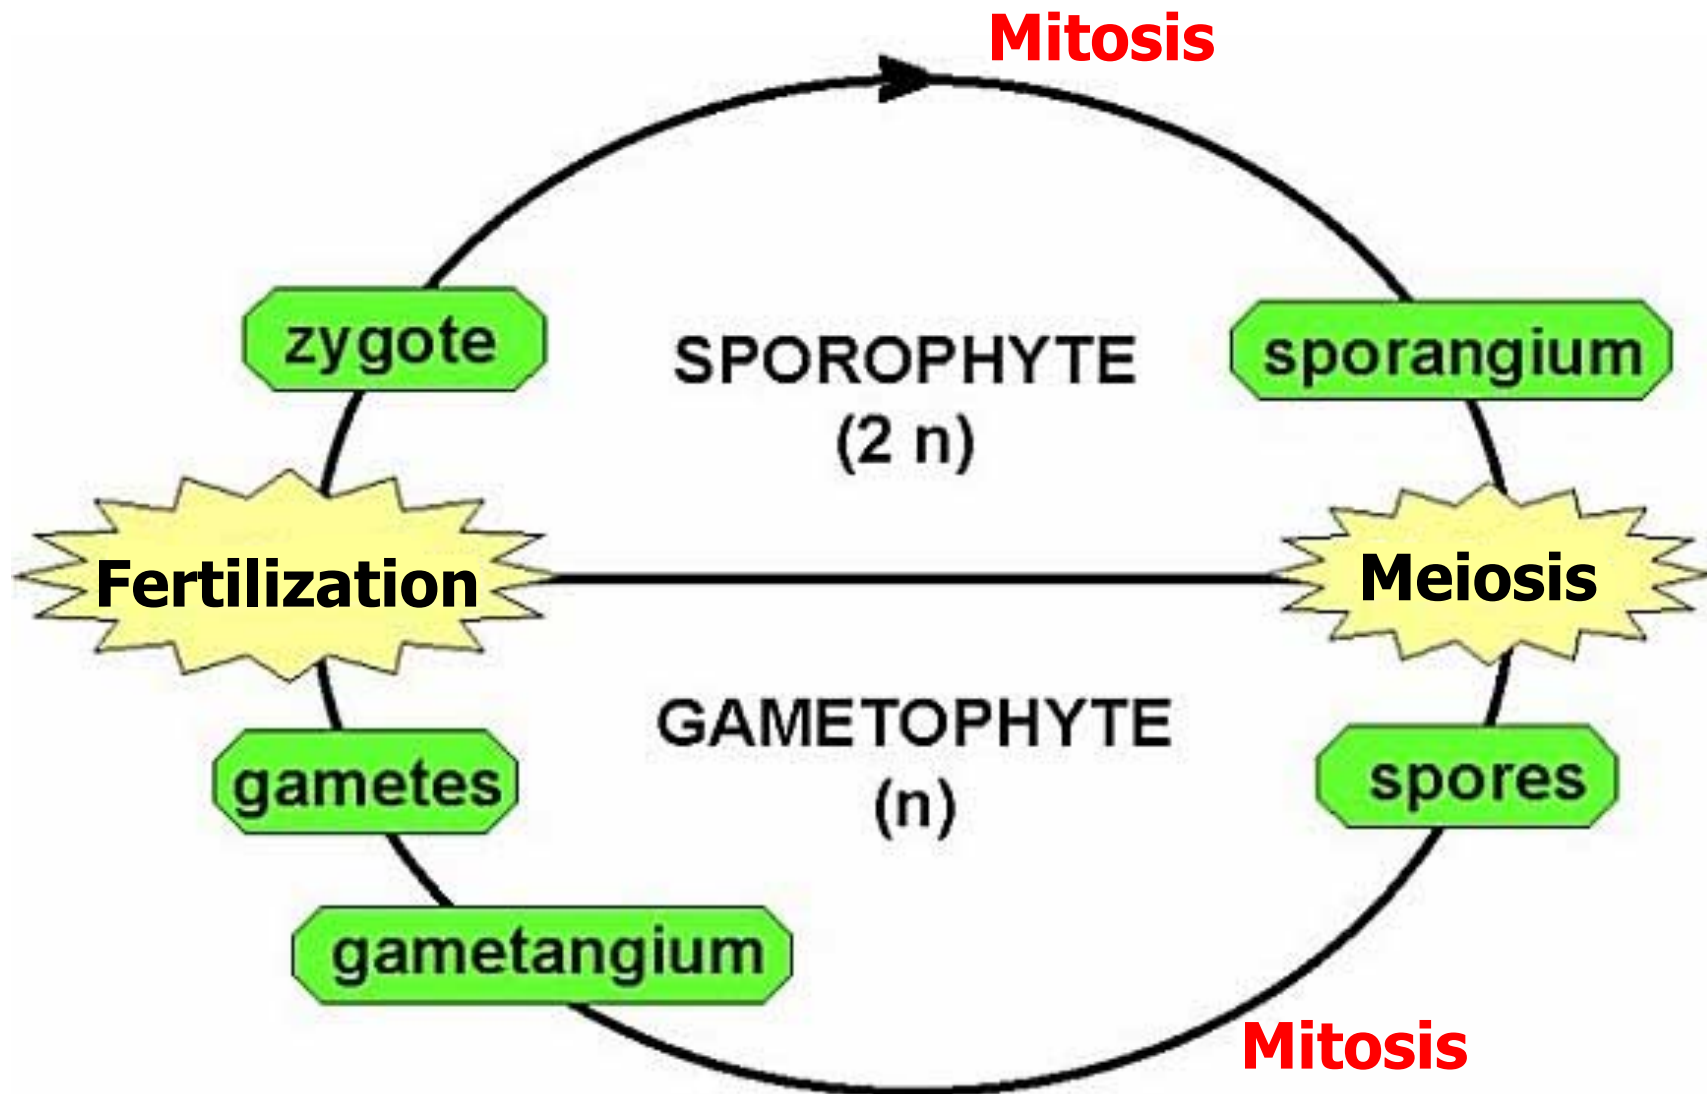 Mitosis
zygote
SPOROPHYTE
(2 n)
sporangium
Fertilization
Meiosis
GAMETOPHYTE
(n)
gametes
spores
gametangium
Mitosis